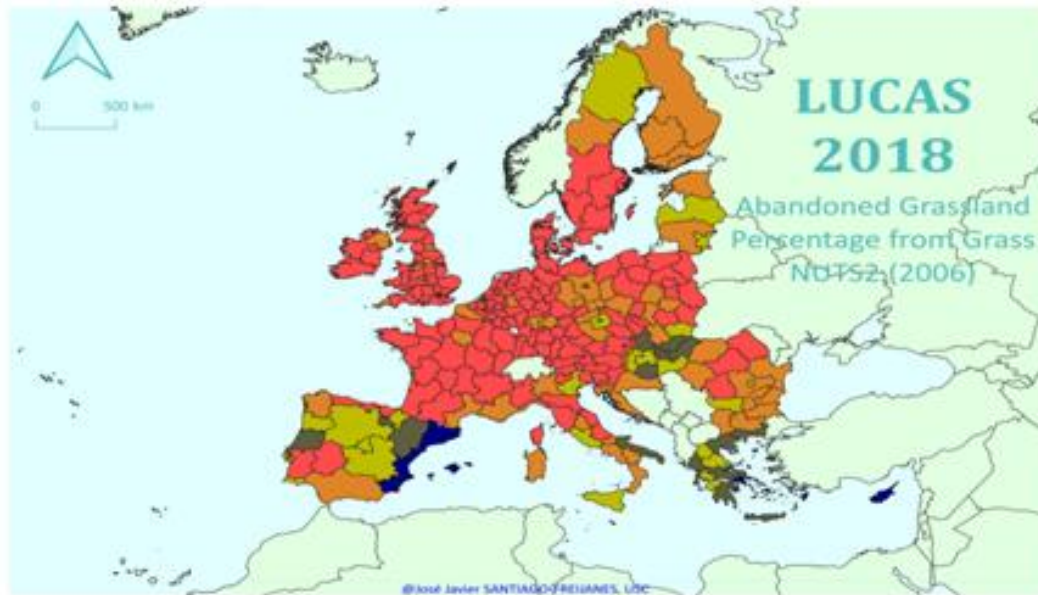 0 500 km
LUCAS
2018
Abandoned Grassland
Percentage from Grass
NUTS2 (2006)
@José Javier SANTIAGO-FREIJANES, USC